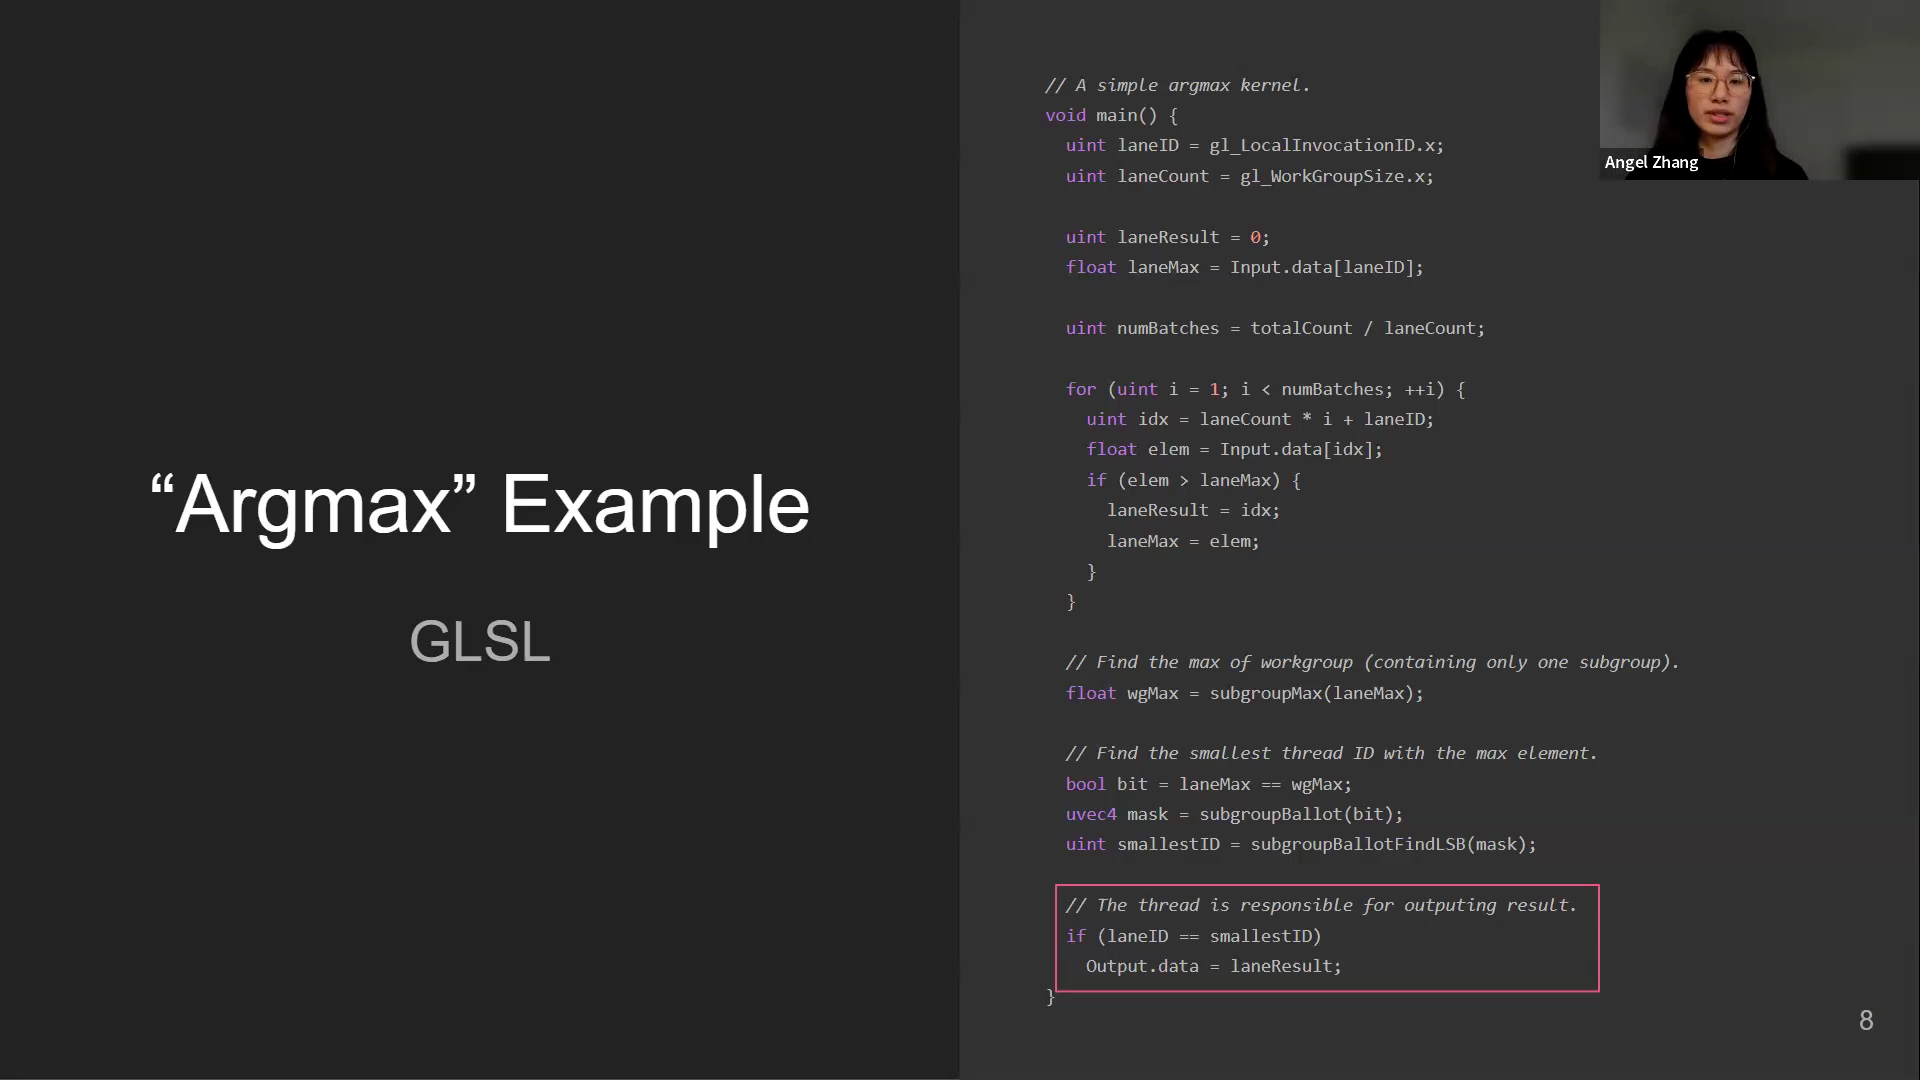 “Argmax” Example
GLSL
// A simple argmax kernel.
void main() {
uint laneID = gl_LocalInvocationID.x;
uint laneCount = gl_WorkGroupSize.x;
uint laneResult = 0;
float laneMax = Input.data[laneID];
uint numBatches = totalCount / laneCount;
for (uint i = 1; i < numBatches; ++i) {
uint idx = laneCount * i + laneID;
float elem = Input.data[idx];
if (elem > laneMax) {
laneResult = idx;
laneMax = elem;
}
}
// Find the max of workgroup (containing only one subgroup).
float wgMax = subgroupMax(laneMax);
// Find the smallest thread ID with the max element.
bool bit = laneMax == wgMax;
uvec4 mask = subgroupBallot(bit);
uint smallestID = subgroupBallotFindLSB(mask);
// The thread is responsible for outputing result.
if (laneID == smallestID)
Output.data = laneResult;
}
Angel Zhang
8